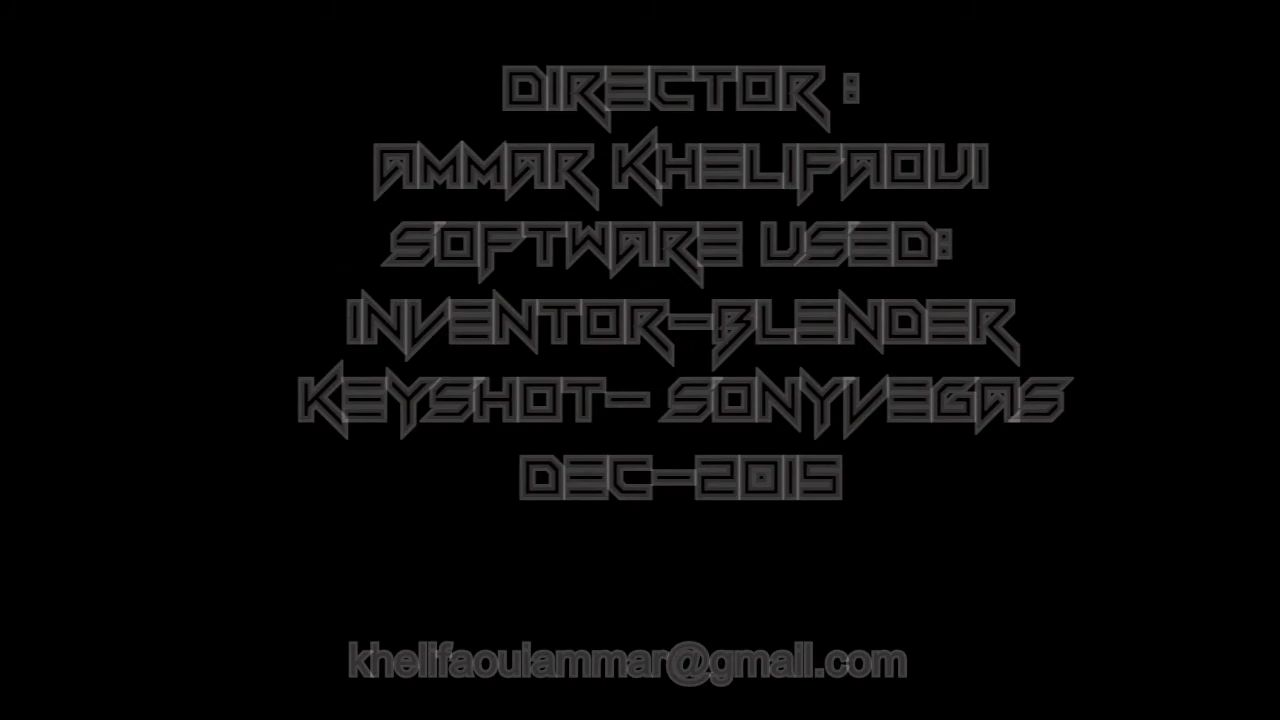 DIRECTOR :
AMMAR KHELIFAOUI
SOFTWARE USED:
INVENTOR-BLENDER
KEYSHOT- SONYVEGAS
DEC-2015
khelifaouiammar@gmail.com